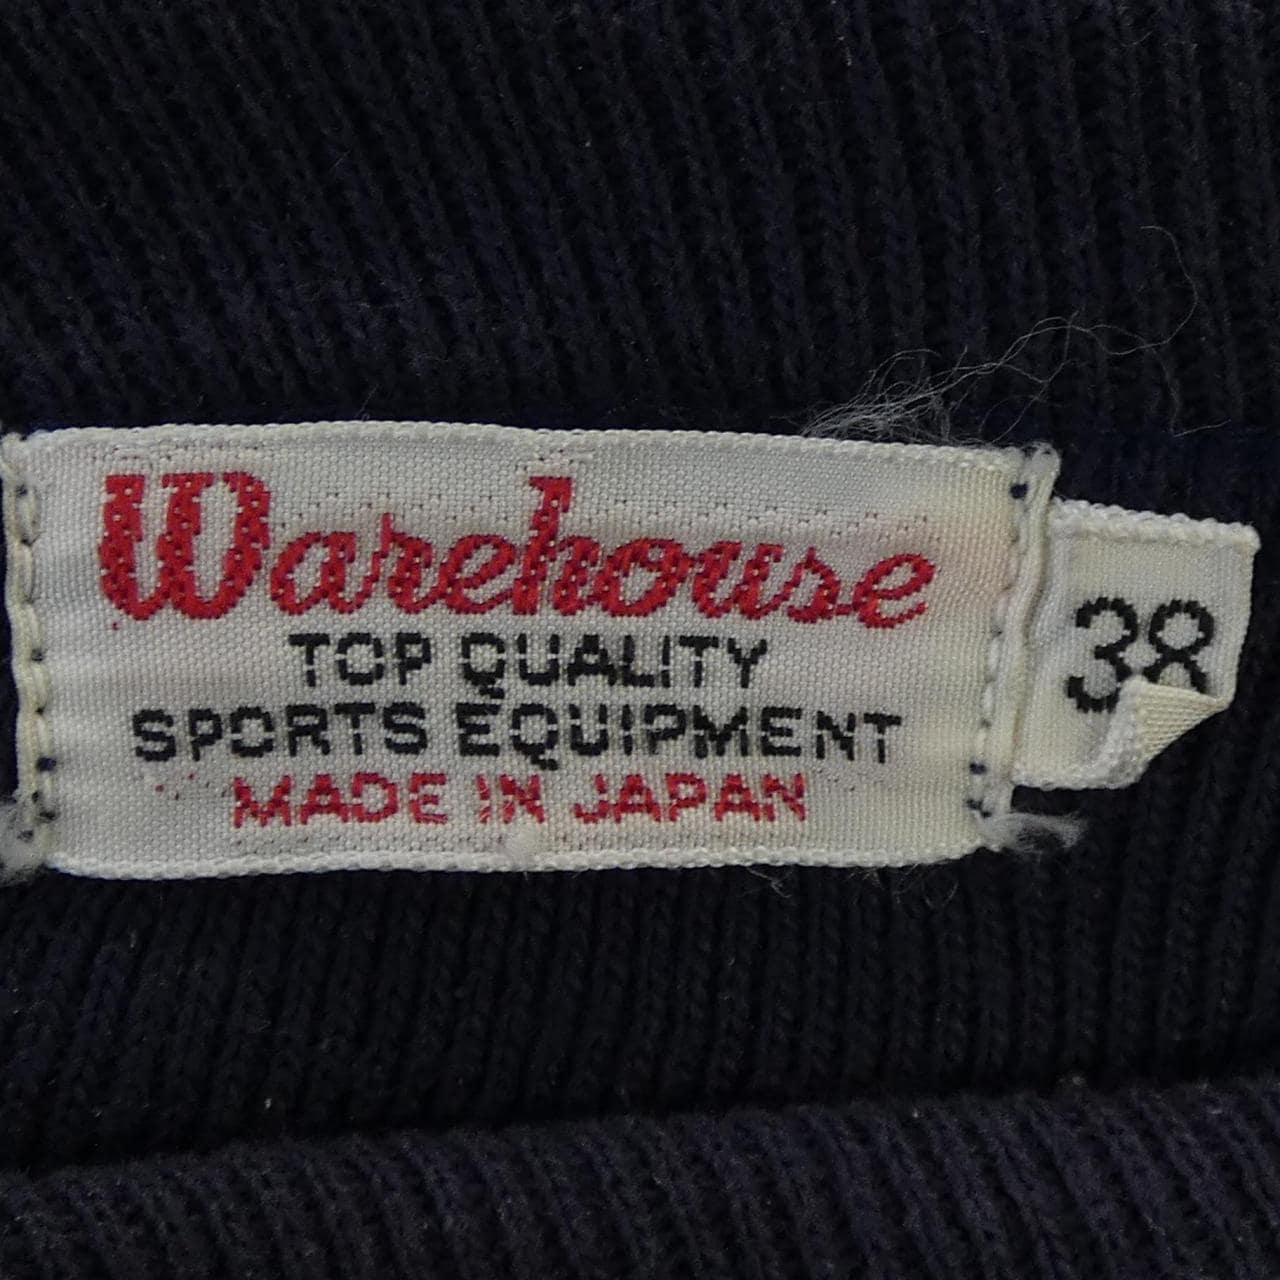 Warehouse
TOP QUALITY
SPORTS EQUIPMENT
MADE IN JAPAN
38